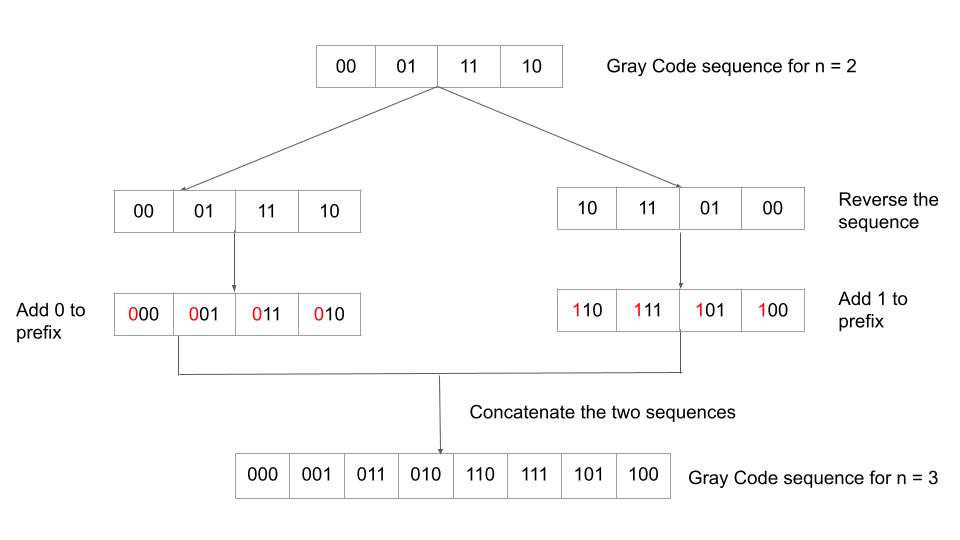 00 01 11 10
Gray Code sequence for n = 2
00 01 11 10
10 11 01 00
Reverse the
sequence
Add 0 to
prefix
000 001 011 010
110 111 101 100
Add 1 to
prefix
Concatenate the two sequences
000 001 011 010 110 111 101 100
Gray Code sequence for n = 3